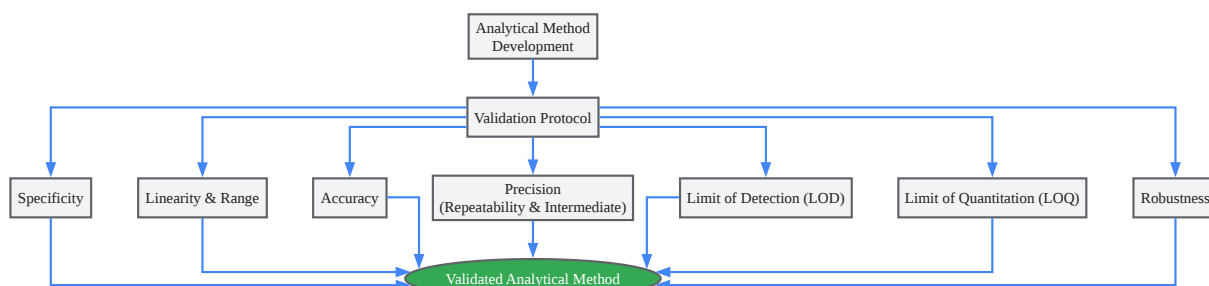 Analytical Method
Development
Validation Protocol
Specificity
Linearity & Range
Accuracy
Precision
(Repeatability & Intermediate)
Limit of Detection (LOD)
Limit of Quantitation (LOQ)
Robustness
Validated Analytical Method